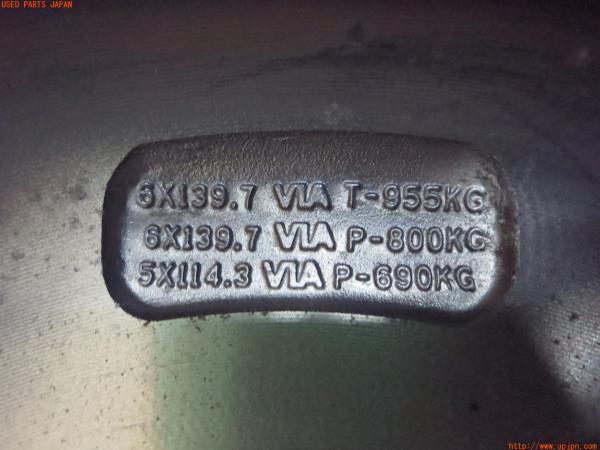 USED PARTS JAPAN
6X139.7 VIA T-955KG
6X139.7 VIA P-800KG
5X114.3 VIA P-690KG
http://www.upjpn.com/